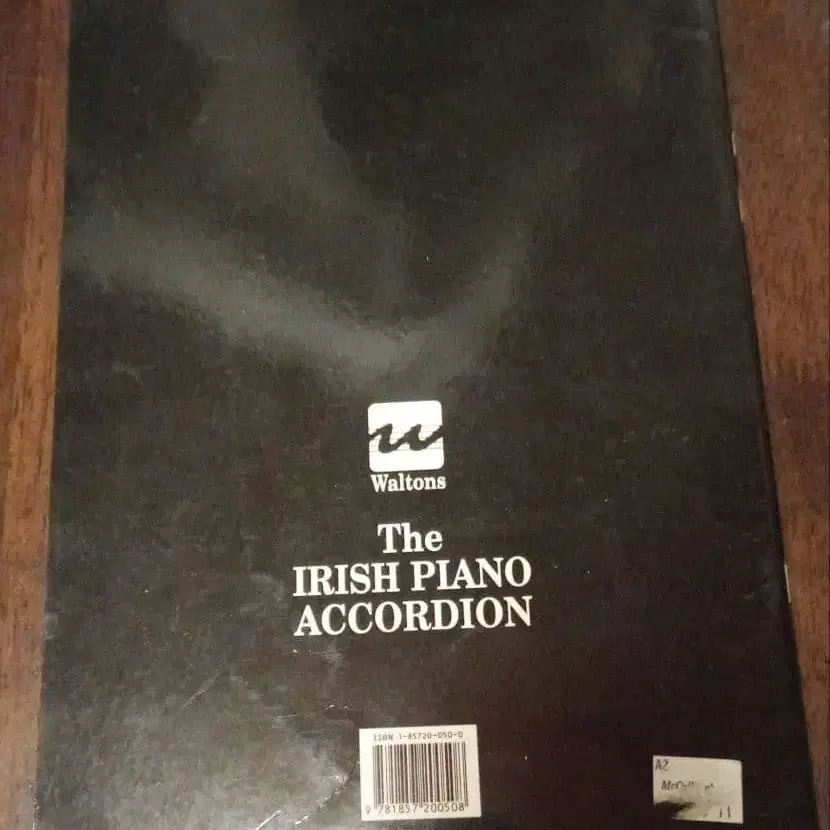 Waltons
The
IRISH PIANO
ACCORDION
ISBN 1-85720-050-0
9 781857 200508
A2